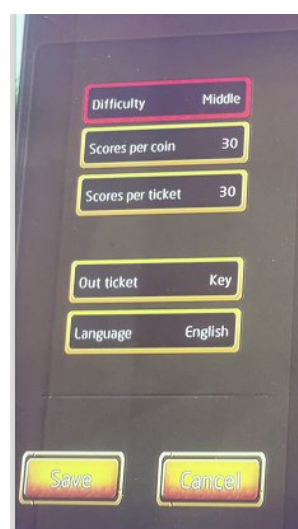 Difficulty Middle
Scores per coin 30
Scores per ticket 30
Out ticket Key
Language English
Save Cancel